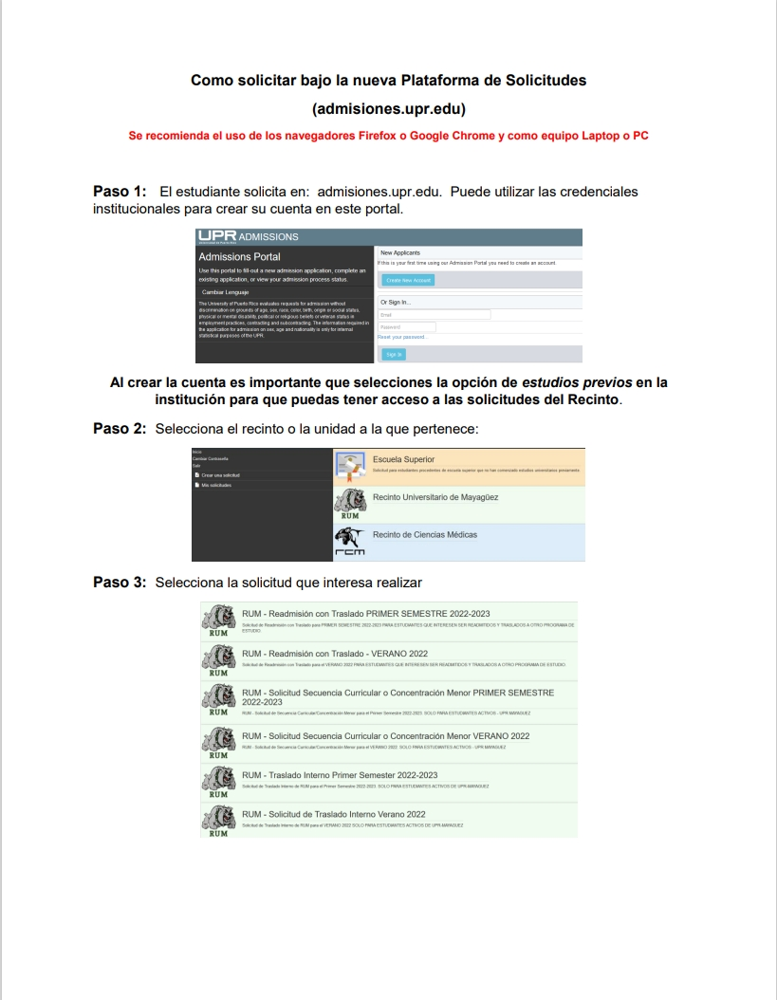 Como solicitar bajo la nueva Plataforma de Solicitudes
(admisiones.upr.edu)
Se recomienda el uso de los navegadores Firefox o Google Chrome y como equipo Laptop o PC
Paso 1: El estudiante solicita en: admisiones.upr.edu. Puede utilizar las credenciales
institucionales para crear su cuenta en este portal.
UPR ADMISSIONS
Admissions Portal
Use this portal to fill-out a new admission application, complete an
existing application, or view your admission process status.
Cambiar Lenguaje
The University of Puerto Rico evaluates requests for admission without
discrimination on grounds of age, sex, race, color, birth, origin or social status,
physical or mental disability, political or religious beliefs or veteran status in
employment practices, contracting and subcontracting. The information required in
the application for admission on sex, age and nationality is only for internal
statistical purposes of the UPR.
New Applicants
If this is your first time using our Admission Portal you need to create an account.
Create New Account
Or Sign In...
Email
Password
Reset your password...
Sign In
Al crear la cuenta es importante que selecciones la opción de estudios previos en la
institución para que puedas tener acceso a las solicitudes del Recinto.
Paso 2: Selecciona el recinto o la unidad a la que pertenece:
Inicio
Cambiar Contraseña
Salir
Crear una solicitud
Mis solicitudes
Escuela Superior
Solicitud para estudiantes procedentes de escuela superior que no han comenzado estudios universitarios previamente
RUM
Recinto Universitario de Mayagüez
rcm
Recinto de Ciencias Médicas
Paso 3: Selecciona la solicitud que interesa realizar
RUM - Readmisión con Traslado PRIMER SEMESTRE 2022-2023
Solicitud de Readmisión con Traslado para PRIMER SEMESTRE 2022-2023 PARA ESTUDIANTES QUE INTERESEN SER READMITIDOS Y TRASLADOS A OTRO PROGRAMA DE
ESTUDIO
RUM
RUM - Readmisión con Traslado - VERANO 2022
Solicitud de Readmisión con Traslado para el VERANO 2022 PARA ESTUDIANTES QUE INTERESEN SER READMITIDOS Y TRASLADOS A OTRO PROGRAMA DE ESTUDIO
RUM
RUM - Solicitud Secuencia Curricular o Concentración Menor PRIMER SEMESTRE
2022-2023
RUM - Solicitud de Secuencia Curricular/Concentración Menor para el Primer Semestre 2022-2023. SOLO PARA ESTUDIANTES ACTIVOS - UPR MAYAGUEZ
RUM
RUM - Solicitud Secuencia Curricular o Concentración Menor VERANO 2022
RUM - Solicitud de Secuencia Curricular/Concentración Menor para el VERANO 2022. SOLO PARA ESTUDIANTES ACTIVOS - UPR MAYAGUEZ
RUM
RUM - Traslado Interno Primer Semester 2022-2023
Solicitud de Traslado Interno de RUM para el Primer Semestre 2022-2023. SOLO PARA ESTUDIANTES ACTIVOS DE UPR-MAYAGUEZ
RUM
RUM - Solicitud de Traslado Interno Verano 2022
Solicitud de Traslado Interno de RUM para el VERANO 2022 SOLO PARA ESTUDIANTES ACTIVOS DE UPR-MAYAGUEZ
RUM